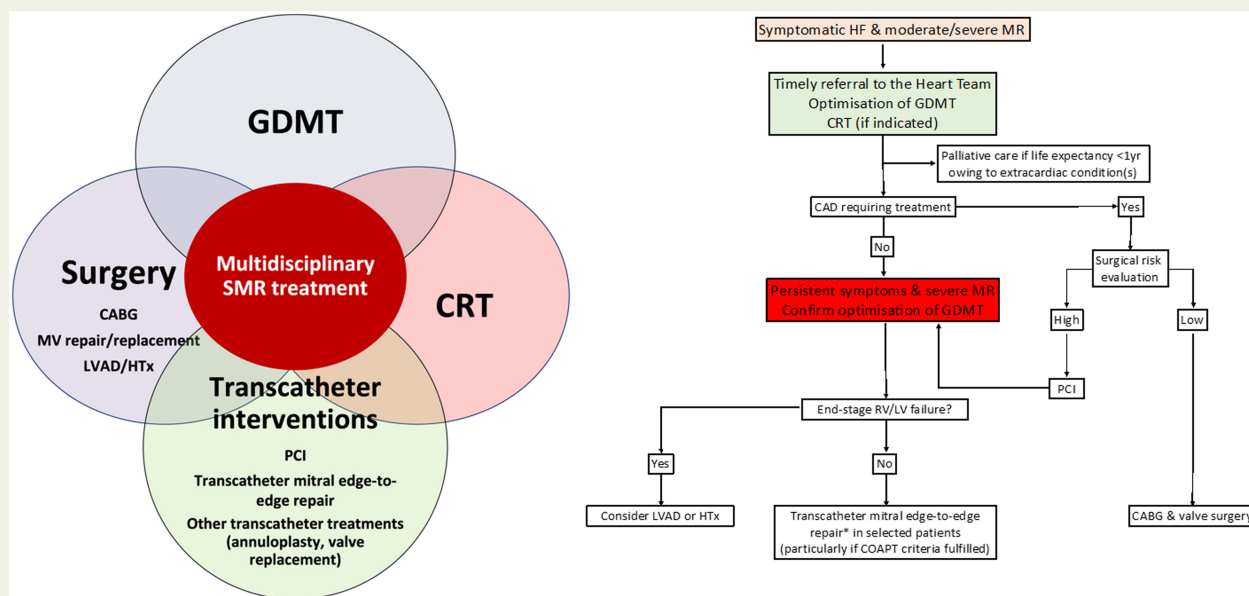 GDMT
Surgery
CABG
MV repair/replacement
LVAD/HTx
Multidisciplinary
SMR treatment
CRT
Transcatheter
interventions
PCI
Transcatheter mitral edge-to-
edge repair
Other transcatheter treatments
(annuloplasty, valve
replacement)
Symptomatic HF & moderate/severe MR
Timely referral to the Heart Team
Optimisation of GDMT
CRT (if indicated)
Palliative care if life expectancy <1yr
owing to extracardiac condition(s)
CAD requiring treatment
Yes
No
Surgical risk
evaluation
Persistent symptoms & severe MR
Confirm optimisation of GDMT
High
Low
PCI
End-stage RV/LV failure?
Yes
No
Consider LVAD or HTx
Transcatheter mitral edge-to-edge
repair* in selected patients
(particularly if COAPT criteria fulfilled)
CABG & valve surgery